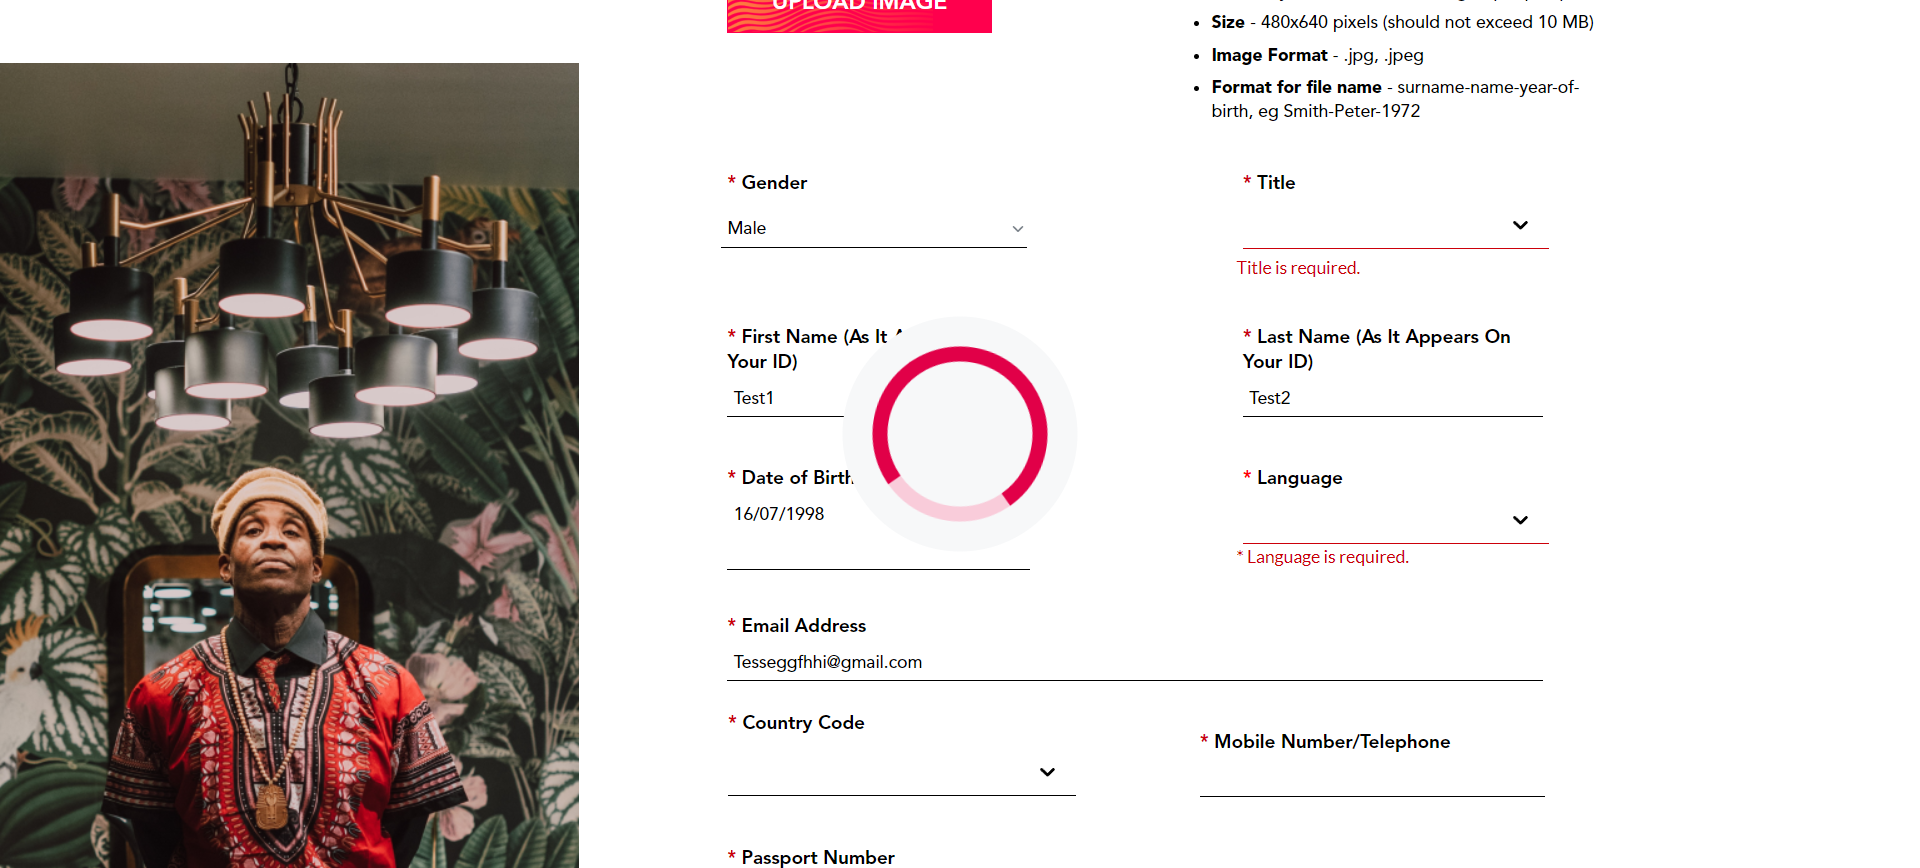 UPLOAD IMAGE
Size - 480x640 pixels (should not exceed 10 MB)
Image Format - .jpg, .jpeg
Format for file name - surname-name-year-of-
birth, eg Smith-Peter-1972
* Gender
* Title
Male
Title is required.
* First Name (As It
Your ID)
* Last Name (As It Appears On
Your ID)
Test1
Test2
* Date of Birth
* Language
16/07/1998
* Language is required.
* Email Address
Tesseggfhhi@gmail.com
* Country Code
* Mobile Number/Telephone
* Passport Number